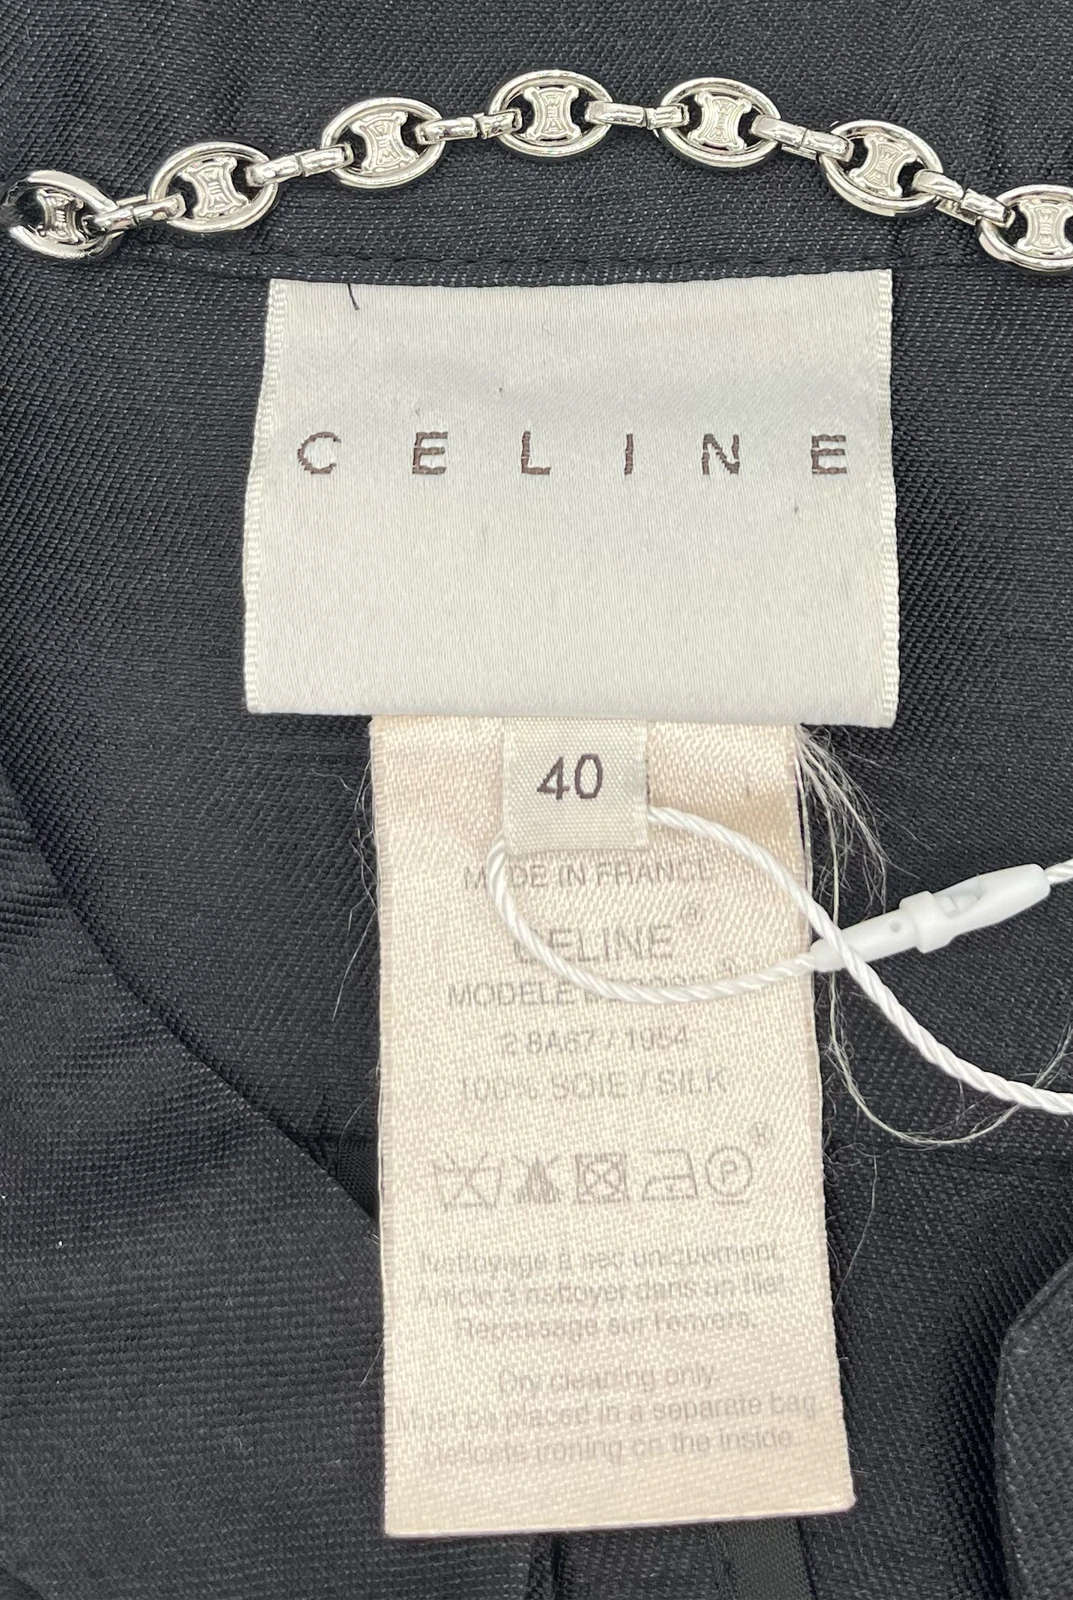 CELINE
40
MADE IN FRANCE
CELINE®
MODELE
2 8A67 / 1954
100% SOIE / SILK
Nettoyage à sec uniquement.
Article à nettoyer dans un filet.
Repassage sur l'envers.
Dry cleaning only.
Must be placed in a separate bag
Delicate ironing on the inside.